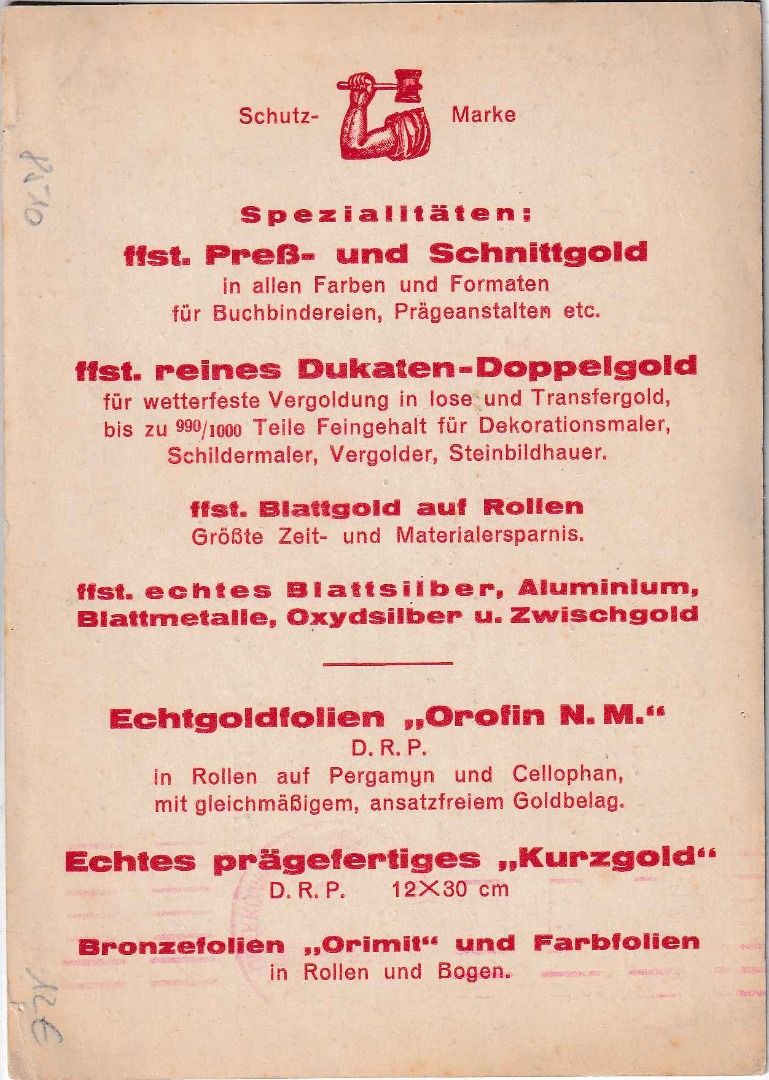 Schutz- Marke
Spezialitäten:
ffst. Preß- und Schnittgold
in allen Farben und Formaten
für Buchbindereien, Prägeanstalten etc.
ffst. reines Dukaten-Doppelgold
für wetterfeste Vergoldung in lose und Transfergold,
bis zu 990/1000 Teile Feingehalt für Dekorationsmaler,
Schildermaler, Vergolder, Steinbildhauer.
ffst. Blattgold auf Rollen
Größte Zeit- und Materialersparnis.
ffst. echtes Blattsilber, Aluminium,
Blattmetalle, Oxydsilber u. Zwischgold
Echtgoldfolien „Orofin N. M.“
D. R. P.
in Rollen auf Pergamyn und Cellophan,
mit gleichmäßigem, ansatzfreiem Goldbelag.
Echtes prägefertiges „Kurzgold“
D. R. P. 12×30 cm
Bronzefolien „Orimit“ und Farbfolien
in Rollen und Bogen.
12€